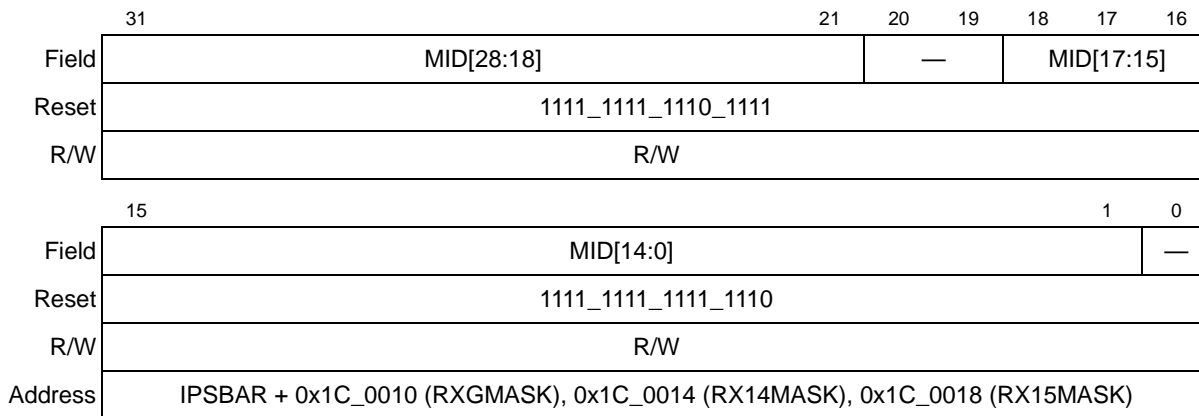 31 21 20 19 18 17 16
Field MID[28:18] — MID[17:15]
Reset 1111_1111_1110_1111
R/W R/W
15 1 0
Field MID[14:0] —
Reset 1111_1111_1111_1110
R/W R/W
Address IPSBAR + 0x1C_0010 (RXGMASK), 0x1C_0014 (RX14MASK), 0x1C_0018 (RX15MASK)